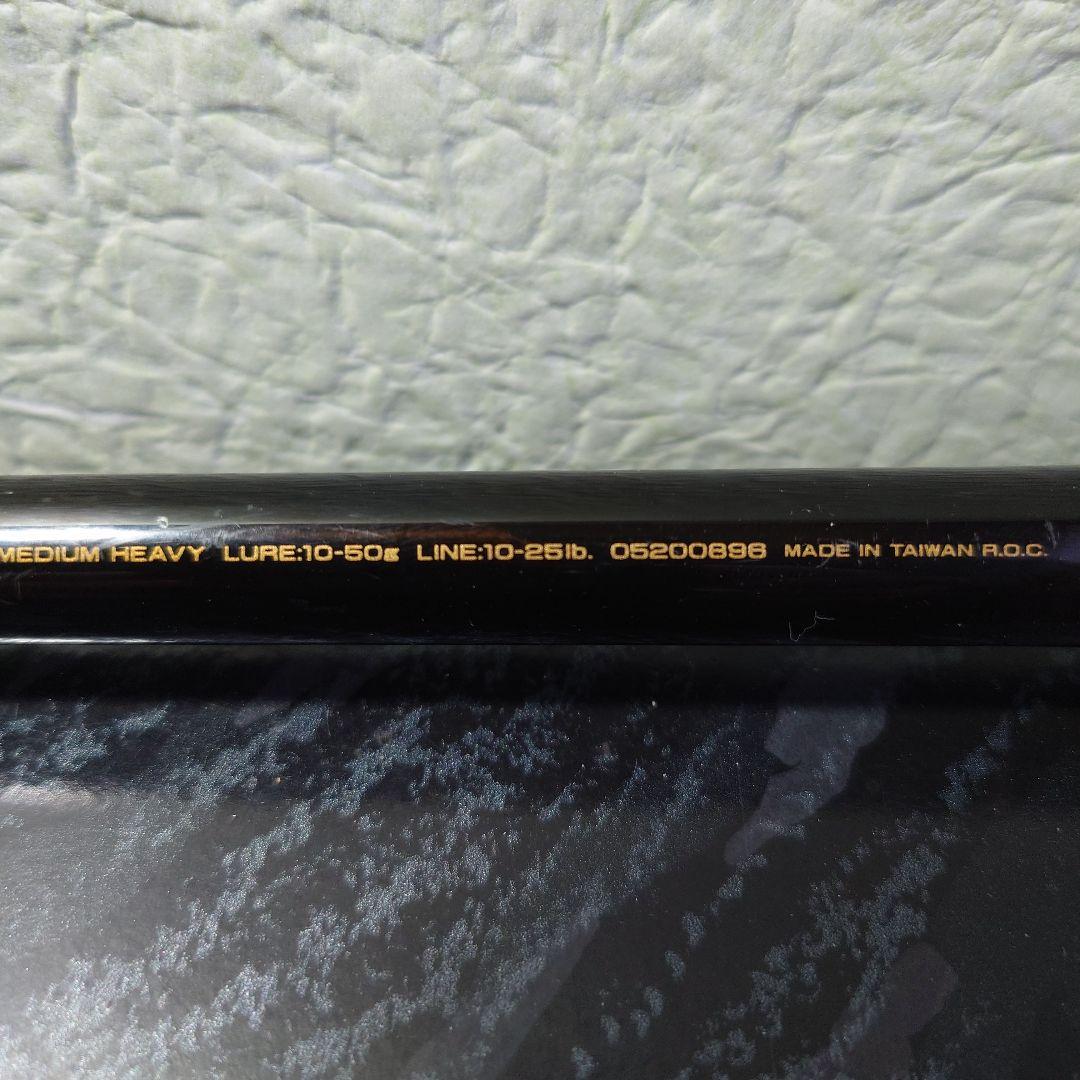 MEDIUM HEAVY LURE:10-50g LINE:10-25lb. 05200896 MADE IN TAIWAN R.O.C.